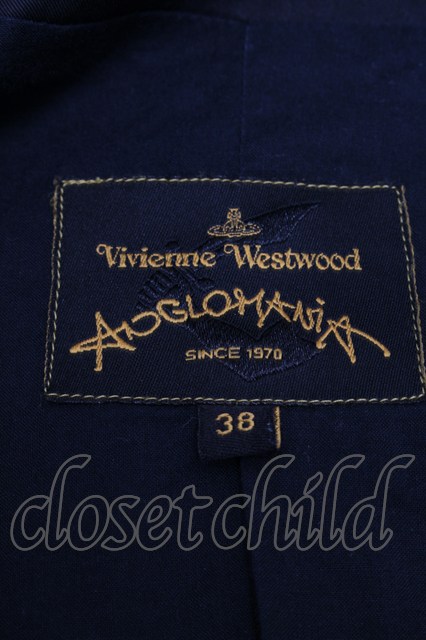 Vivienne Westwood
ANGLOMANIA
SINCE 1970
38
closetchild